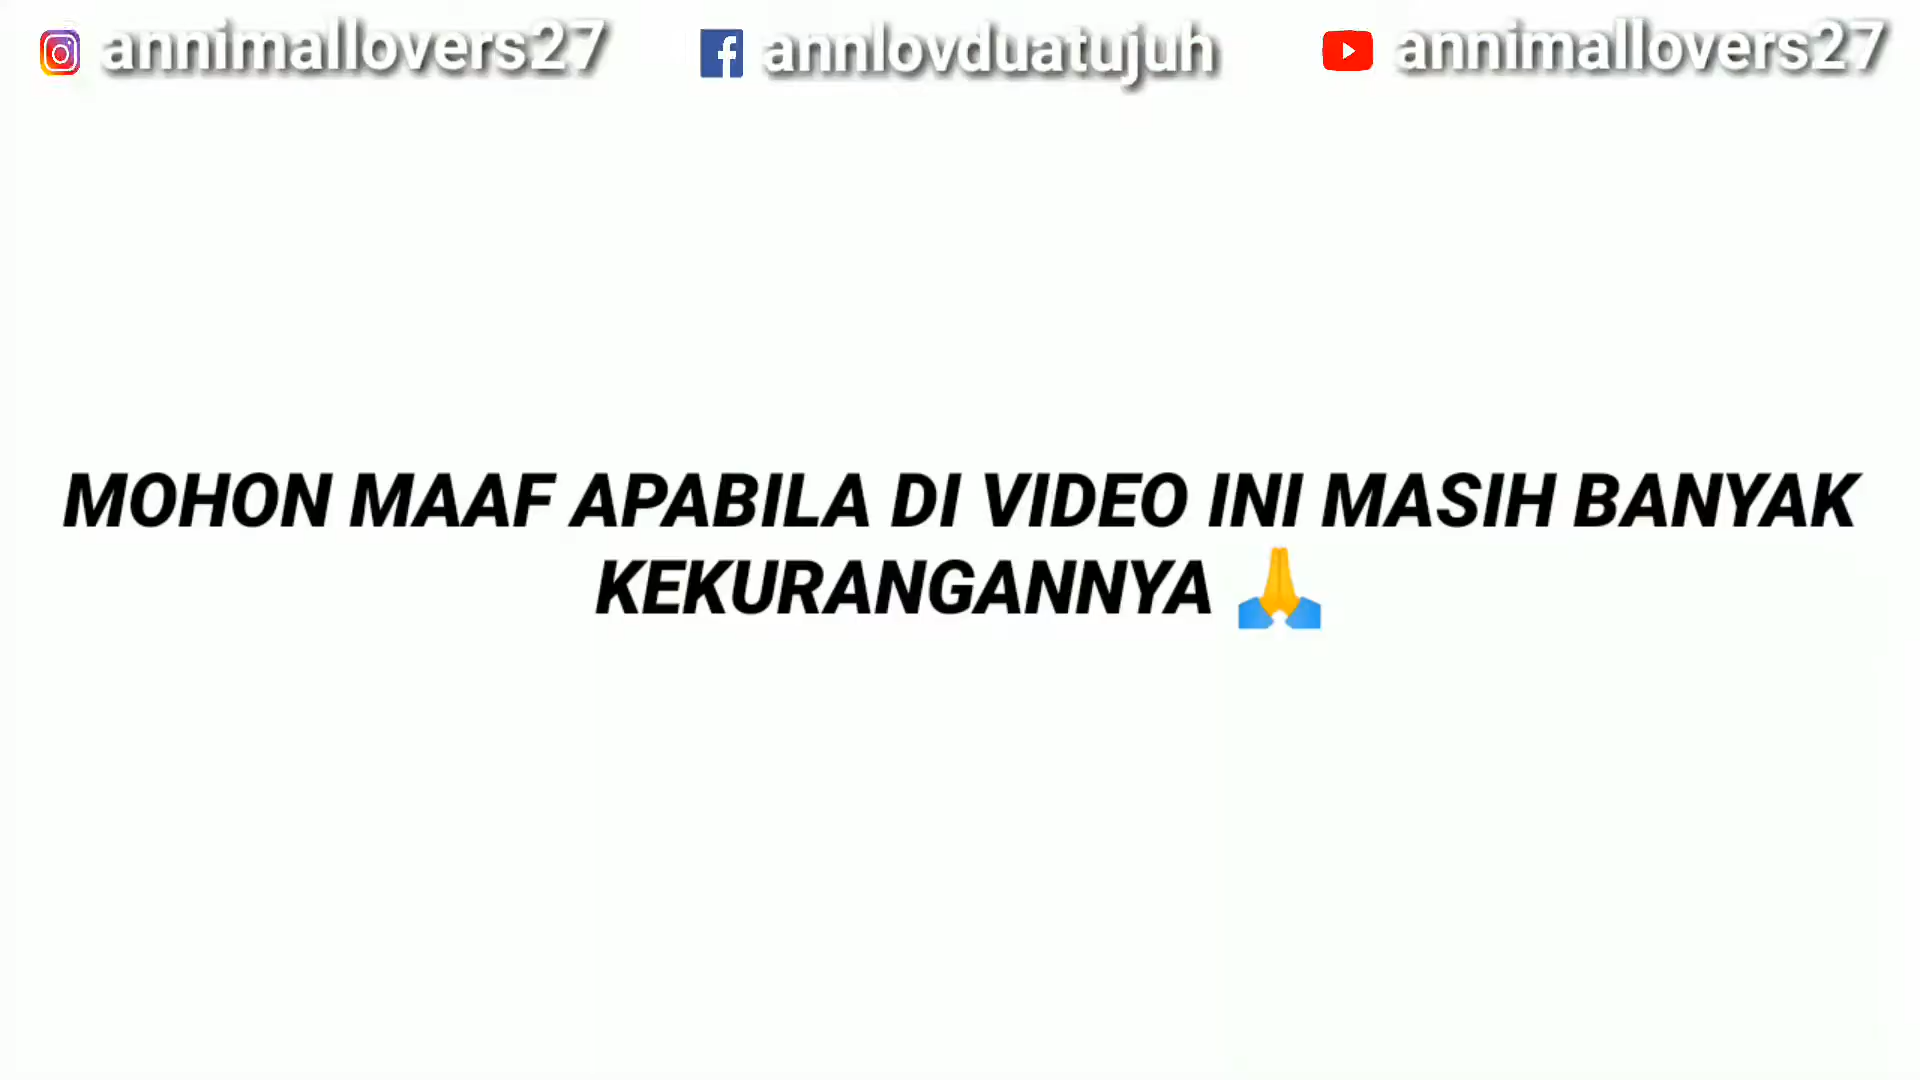 annimallovers27
annlovduatujuh
annimallovers27
MOHON MAAF APABILA DI VIDEO INI MASIH BANYAK
KEKURANGANNYA 🙏